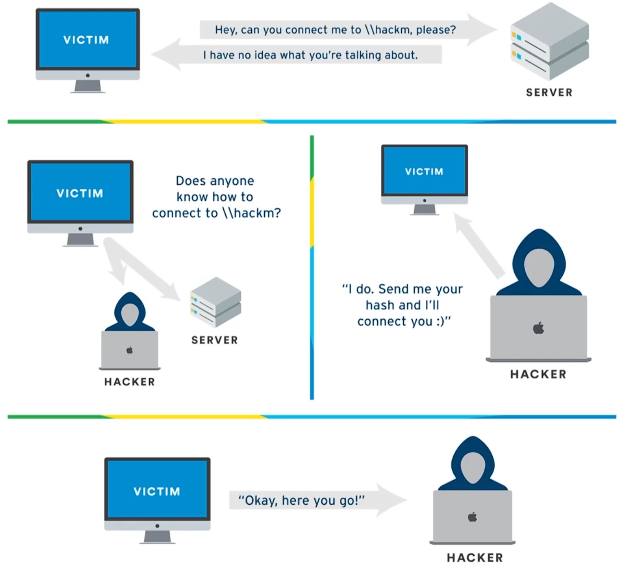 VICTIM
Hey, can you connect me to \\hackm, please?
I have no idea what you're talking about.
SERVER
VICTIM
Does anyone
know how to
connect to \\hackm?
HACKER
SERVER
VICTIM
“I do. Send me your
hash and I’ll
connect you :)”
HACKER
VICTIM
“Okay, here you go!”
HACKER